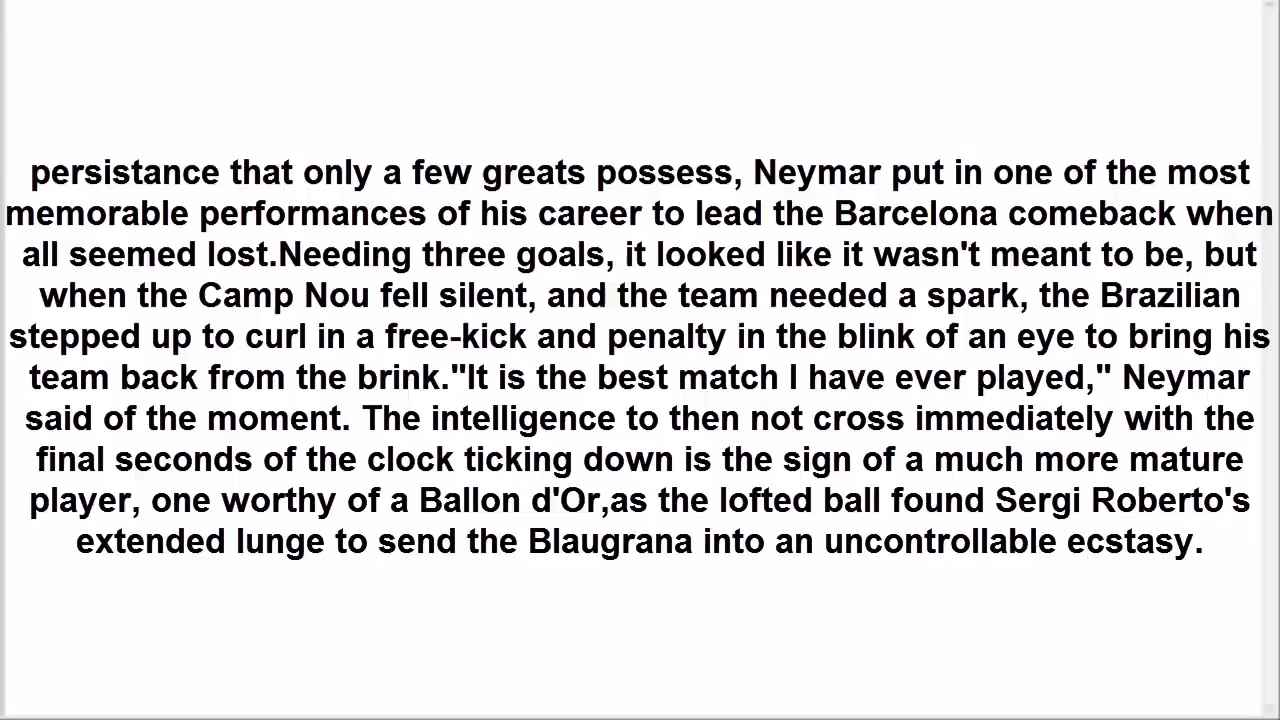 persistance that only a few greats possess, Neymar put in one of the most
memorable performances of his career to lead the Barcelona comeback when
all seemed lost.Needing three goals, it looked like it wasn't meant to be, but
when the Camp Nou fell silent, and the team needed a spark, the Brazilian
stepped up to curl in a free-kick and penalty in the blink of an eye to bring his
team back from the brink."It is the best match I have ever played," Neymar
said of the moment. The intelligence to then not cross immediately with the
final seconds of the clock ticking down is the sign of a much more mature
player, one worthy of a Ballon d'Or,as the lofted ball found Sergi Roberto's
extended lunge to send the Blaugrana into an uncontrollable ecstasy.